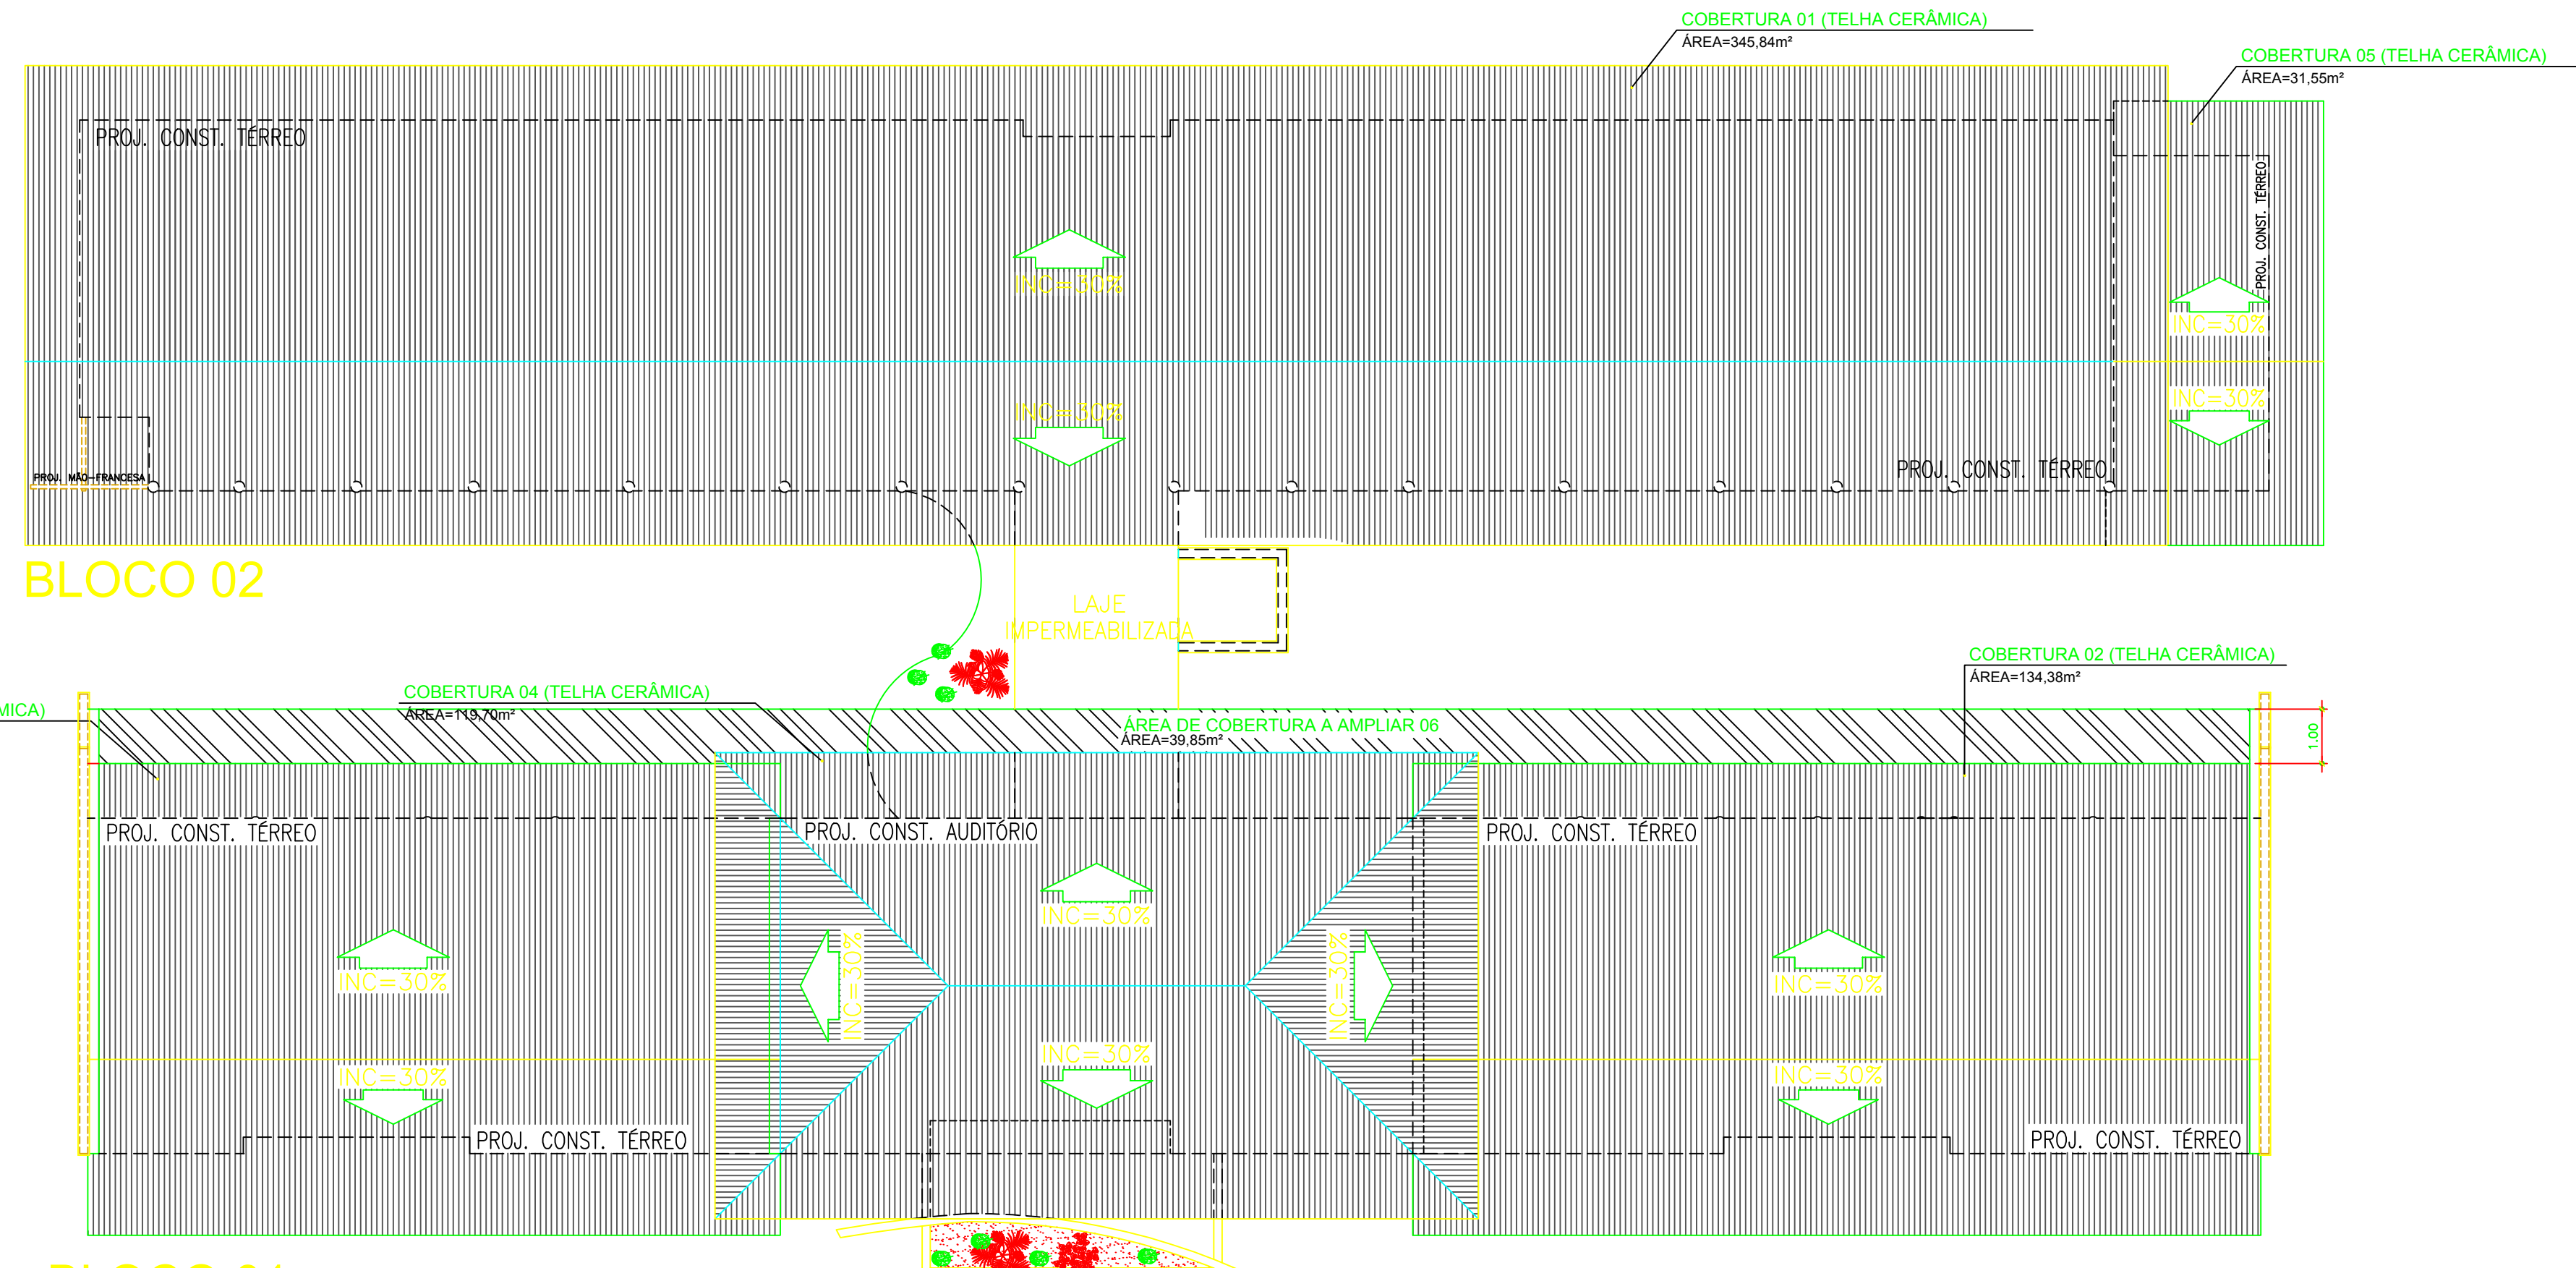 COBERTURA 01 (TELHA CERÂMICA)
ÁREA=345,84m²
COBERTURA 05 (TELHA CERÂMICA)
ÁREA=31,55m²
PROJ. CONST. TÉRREO
PROJ. CONST. TÉRREO
INC=30%
INC=30%
INC=30%
INC=30%
PROJ. CONST. TÉRREO
PROJ. MÃO-FRANCESA
BLOCO 02
LAJE
IMPERMEABILIZADA
COBERTURA 02 (TELHA CERÂMICA)
ÁREA=134,38m²
COBERTURA 04 (TELHA CERÂMICA)
ÁREA=119,70m²
ÁREA DE COBERTURA A AMPLIAR 06
ÁREA=39,85m²
1.00
PROJ. CONST. TÉRREO
PROJ. CONST. AUDITÓRIO
PROJ. CONST. TÉRREO
INC=30%
INC=30%
INC=30%
INC=30%
INC=30%
INC=30%
INC=30%
INC=30%
PROJ. CONST. TÉRREO
PROJ. CONST. TÉRREO